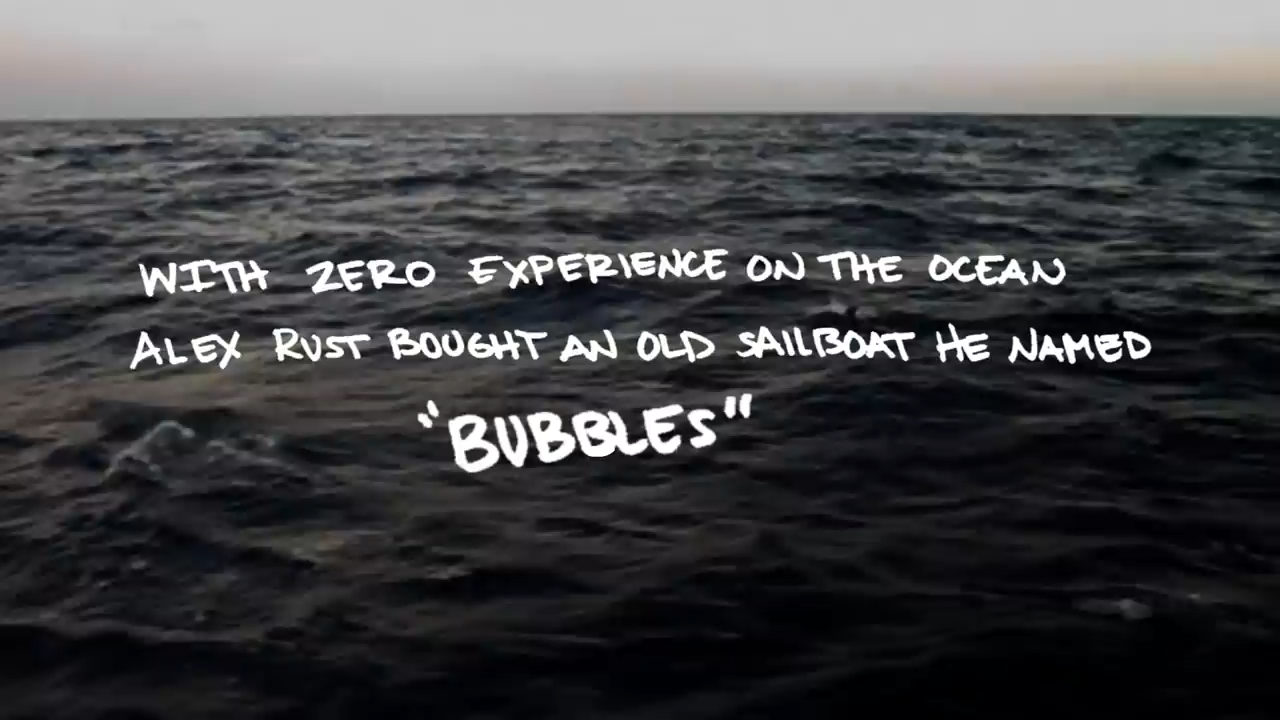 WITH ZERO EXPERIENCE ON THE OCEAN
ALEX RUST BOUGHT AN OLD SAILBOAT HE NAMED
"BUBBLES"